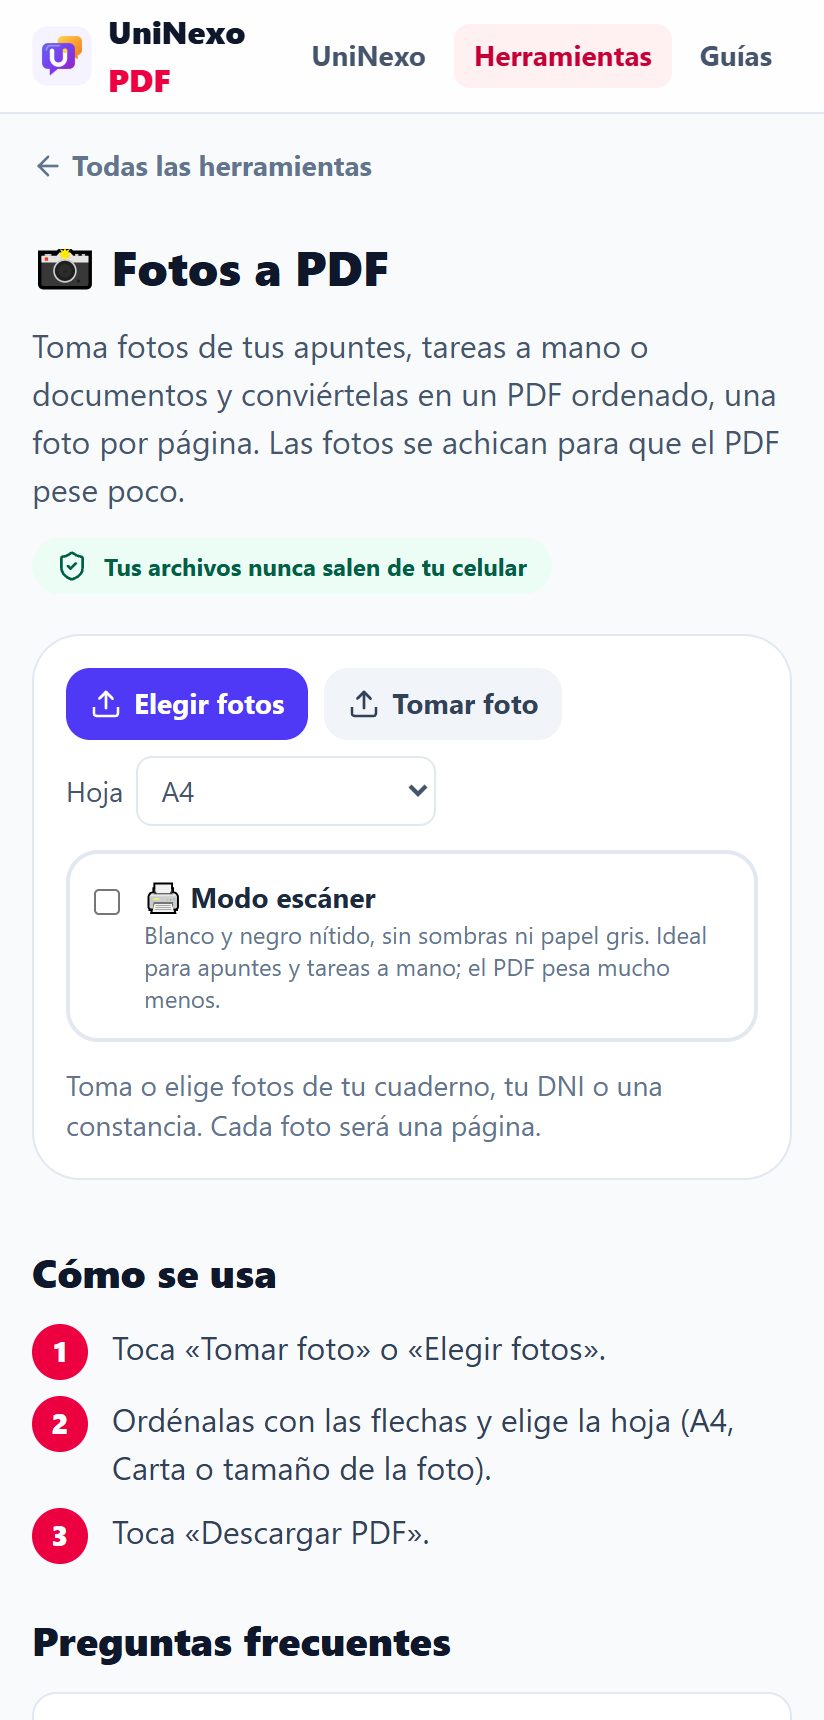 UniNexo
PDF
UniNexo
Herramientas
Guías
Todas las herramientas
Fotos a PDF
Toma fotos de tus apuntes, tareas a mano o
documentos y conviértelas en un PDF ordenado, una
foto por página. Las fotos se achican para que el PDF
pese poco.
Tus archivos nunca salen de tu celular
Elegir fotos
Tomar foto
Hoja
A4
Modo escáner
Blanco y negro nítido, sin sombras ni papel gris. Ideal
para apuntes y tareas a mano; el PDF pesa mucho
menos.
Toma o elige fotos de tu cuaderno, tu DNI o una
constancia. Cada foto será una página.
Cómo se usa
1 Toca «Tomar foto» o «Elegir fotos».
2 Ordénalas con las flechas y elige la hoja (A4,
Carta o tamaño de la foto).
3 Toca «Descargar PDF».
Preguntas frecuentes